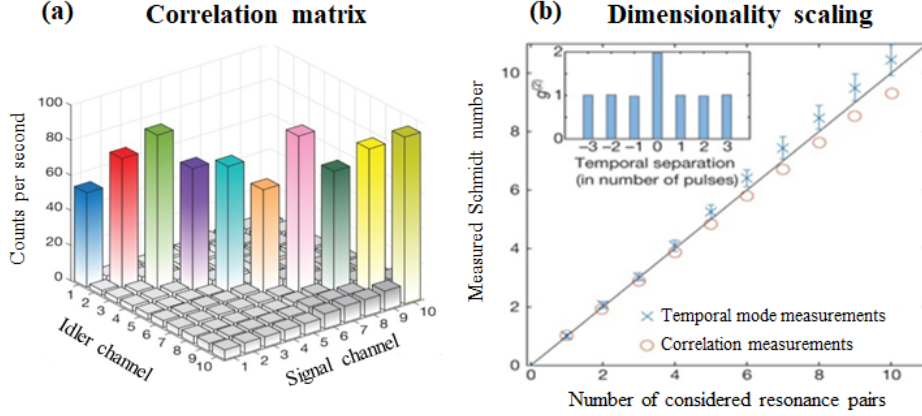 (a) Correlation matrix
Counts per second
100
80
60
40
20
0
1 2 3 4 5 6 7 8 9 10
Idler channel
1 2 3 4 5 6 7 8 9 10
Signal channel
(b) Dimensionality scaling
Measured Schmidt number
10
8
6
4
2
0
g(2)
2
1
0
−3 −2 −1 0 1 2 3
Temporal separation
(in number of pulses)
Temporal mode measurements
Correlation measurements
0 2 4 6 8 10
Number of considered resonance pairs